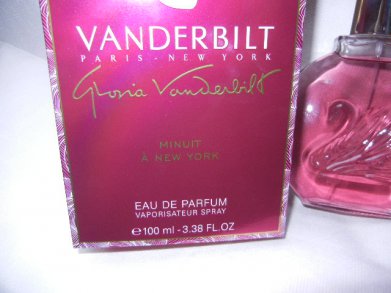 VANDERBILT
PARIS - NEW YORK
Gloria Vanderbilt
MINUIT
À NEW YORK
EAU DE PARFUM
VAPORISATEUR SPRAY
e 100 ml - 3.38 FL.OZ